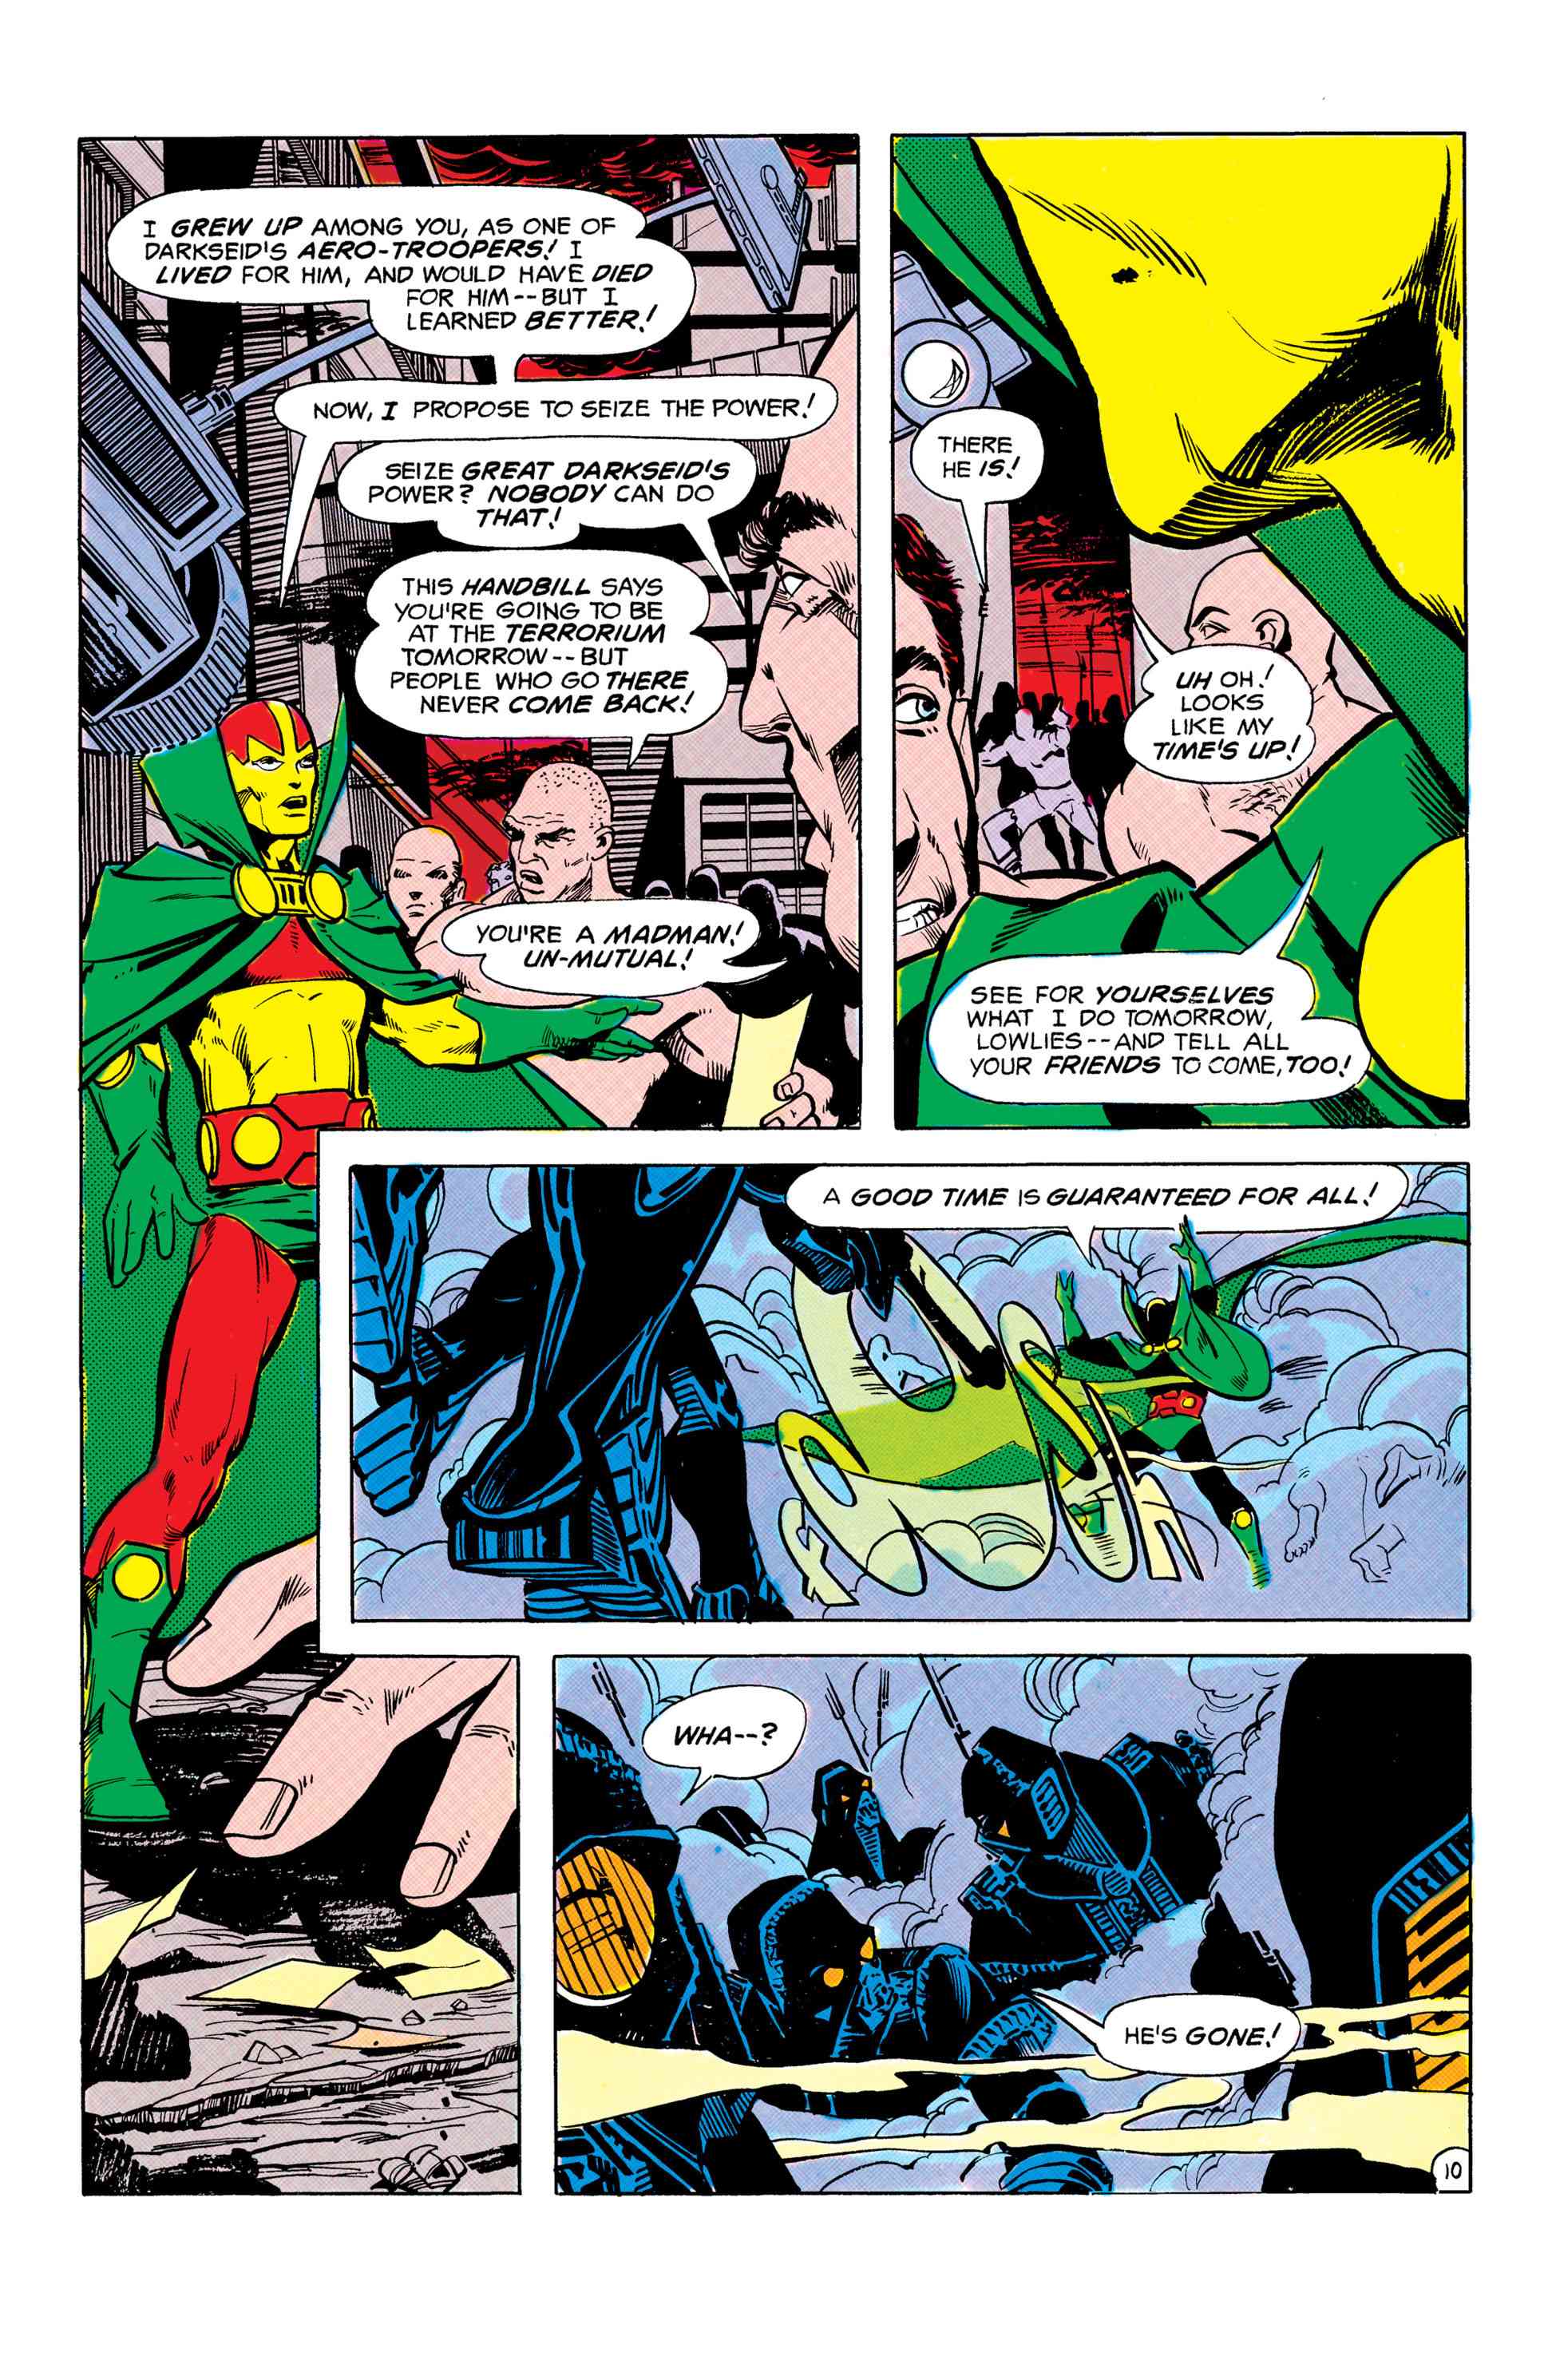 I GREW UP AMONG YOU, AS ONE OF
DARKSEID'S AERO-TROOPERS! I
LIVED FOR HIM, AND WOULD HAVE DIED
FOR HIM--BUT I
LEARNED BETTER!
NOW, I PROPOSE TO SEIZE THE POWER!
SEIZE GREAT DARKSEID'S
POWER? NOBODY CAN DO
THAT!
THIS HANDBILL SAYS
YOU'RE GOING TO BE
AT THE TERRORIUM
TOMORROW--BUT
PEOPLE WHO GO THERE
NEVER COME BACK!
YOU'RE A MADMAN!
UN-MUTUAL!
THERE
HE IS!
UH OH!
LOOKS
LIKE MY
TIME'S UP!
SEE FOR YOURSELVES
WHAT I DO TOMORROW,
LOWLIES--AND TELL ALL
YOUR FRIENDS TO COME, TOO!
A GOOD TIME IS GUARANTEED FOR ALL!
WHA--?
HE'S GONE!
10